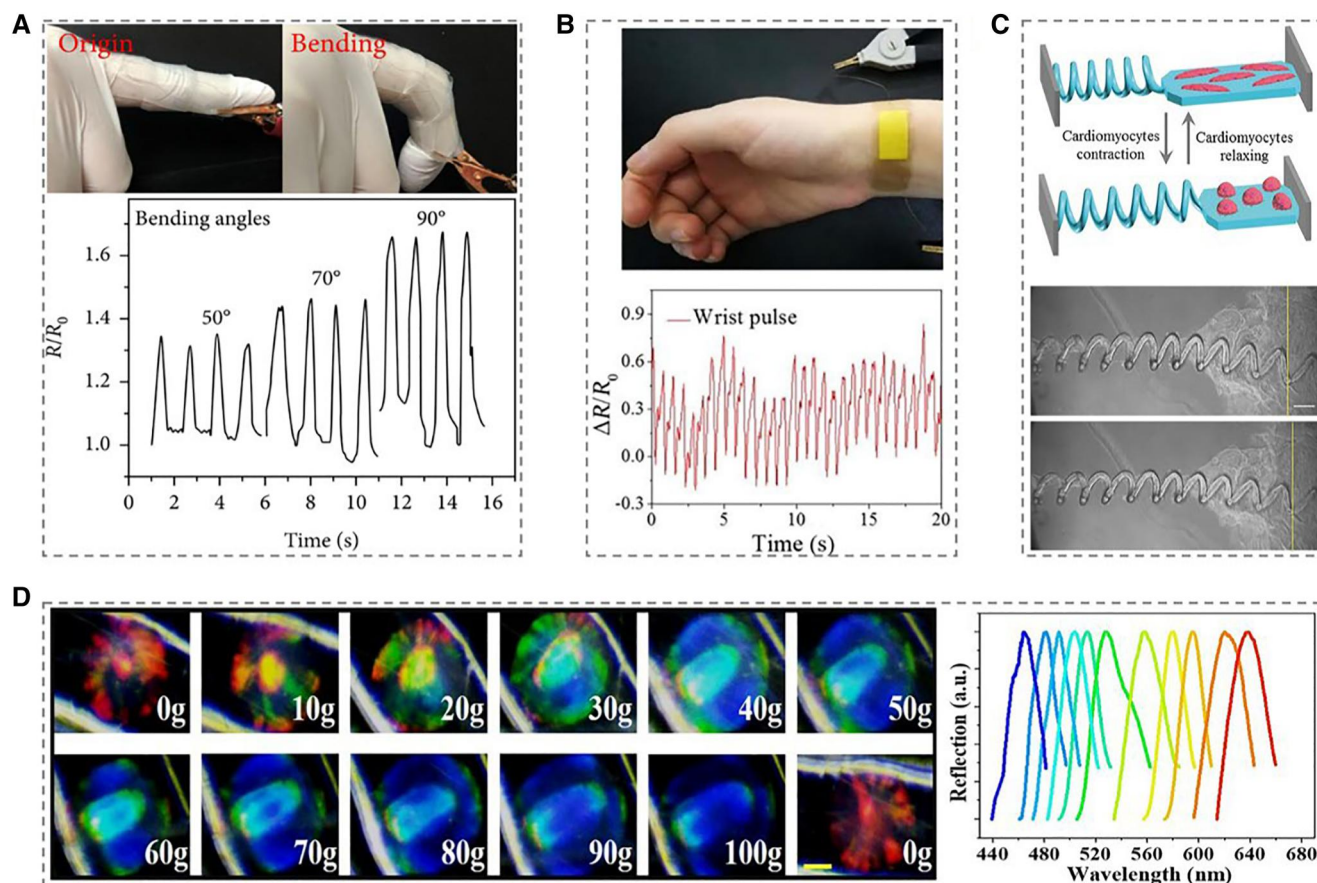 A
Origin
Bending
Bending angles
90°
70°
50°
1.6
1.4
1.2
1.0
R/R0
0 2 4 6 8 10 12 14 16
Time (s)
B
Wrist pulse
0.9
0.6
0.3
0.0
-0.3
ΔR/R0
0 5 10 15 20
Time (s)
C
Cardiomyocytes contraction
Cardiomyocytes relaxing
D
0g 10g 20g 30g 40g 50g
60g 70g 80g 90g 100g 0g
Reflection (a.u.)
440 480 520 560 600 640 680
Wavelength (nm)